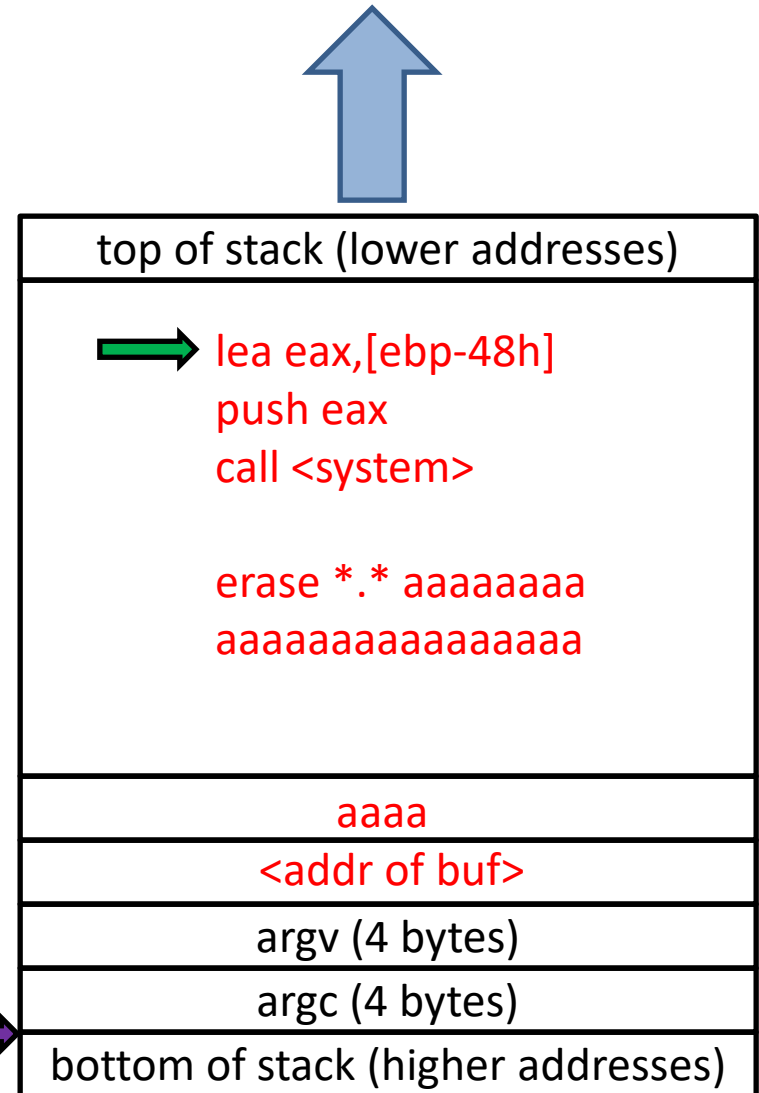 top of stack (lower addresses)
lea eax,[ebp-48h]
push eax
call <system>
erase *.* aaaaaaaa
aaaaaaaaaaaaaaaa
aaaa
<addr of buf>
argv (4 bytes)
argc (4 bytes)
bottom of stack (higher addresses)